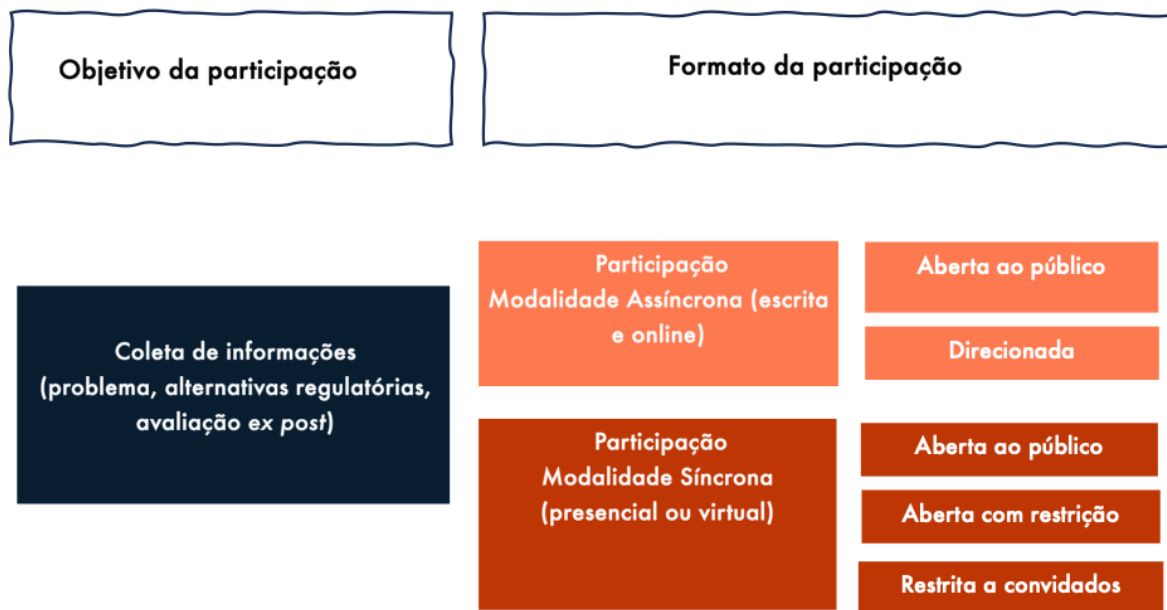 Objetivo da participação
Formato da participação
Coleta de informações
(problema, alternativas regulatórias,
avaliação ex post)
Participação
Modalidade Assíncrona (escrita
e online)
Aberta ao público
Direcionada
Participação
Modalidade Síncrona
(presencial ou virtual)
Aberta ao público
Aberta com restrição
Restrita a convidados